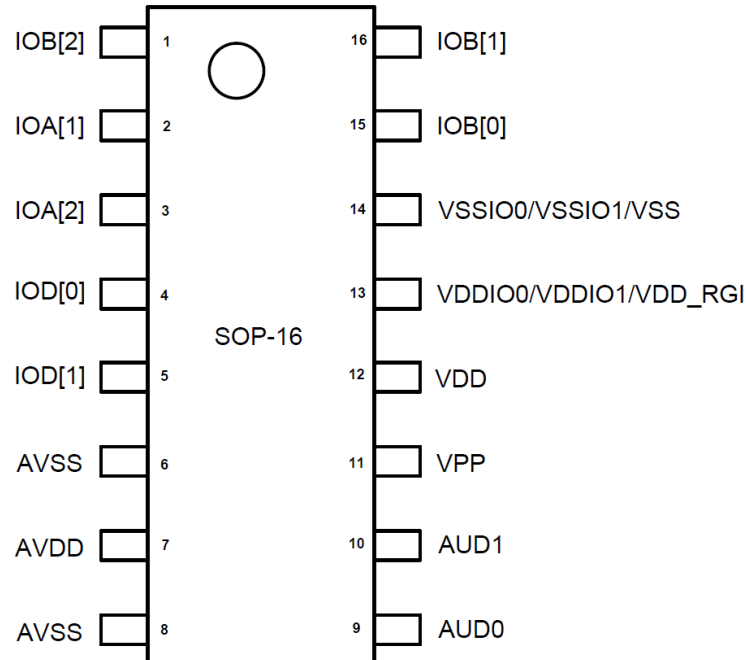 IOB[2] 1 16 IOB[1]
IOA[1] 2 15 IOB[0]
IOA[2] 3 14 VSSIO0/VSSIO1/VSS
IOD[0] 4 13 VDDIO0/VDDIO1/VDD_RGI
SOP-16
IOD[1] 5 12 VDD
AVSS 6 11 VPP
AVDD 7 10 AUD1
AVSS 8 9 AUD0